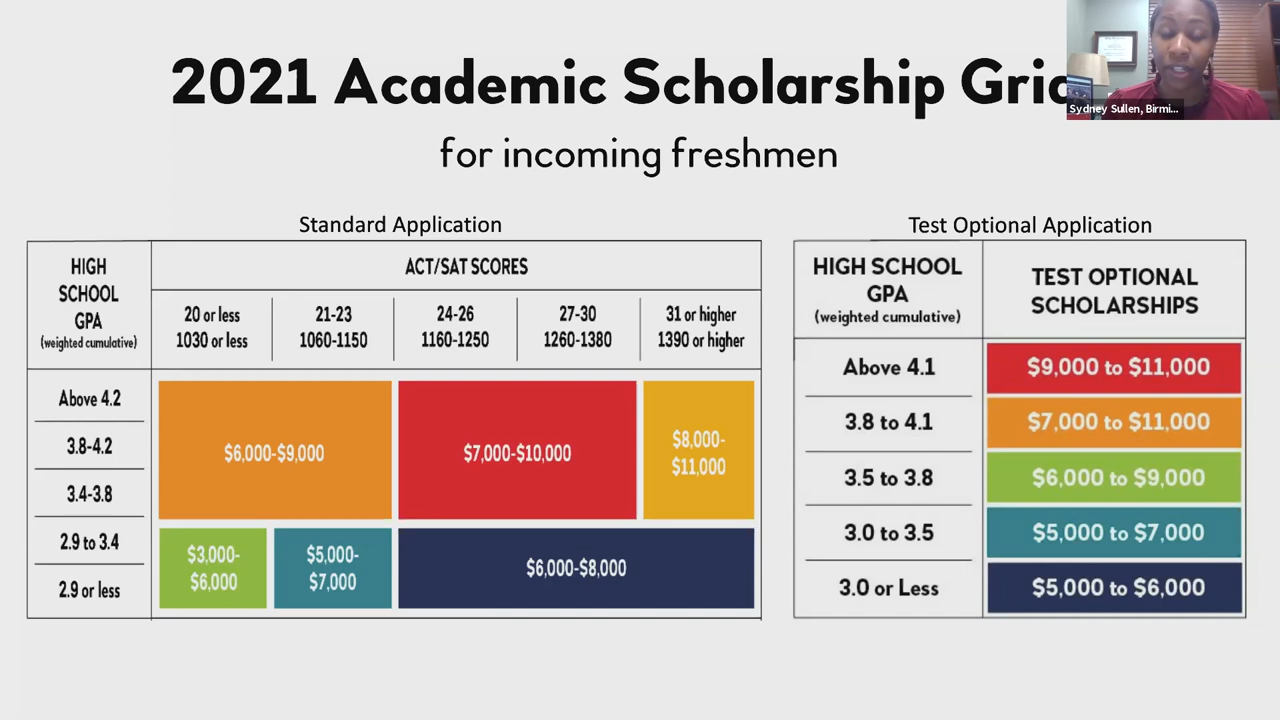 2021 Academic Scholarship Grid
for incoming freshmen
Sydney Sullen, Birmi...
Standard Application
HIGH
SCHOOL
GPA
(weighted cumulative)
ACT/SAT SCORES
20 or less
1030 or less
21-23
1060-1150
24-26
1160-1250
27-30
1260-1380
31 or higher
1390 or higher
Above 4.2
3.8-4.2
3.4-3.8
2.9 to 3.4
2.9 or less
$6,000-$9,000
$7,000-$10,000
$8,000-
$11,000
$3,000-
$6,000
$5,000-
$7,000
$6,000-$8,000
Test Optional Application
HIGH SCHOOL
GPA
(weighted cumulative)
TEST OPTIONAL
SCHOLARSHIPS
Above 4.1
$9,000 to $11,000
3.8 to 4.1
$7,000 to $11,000
3.5 to 3.8
$6,000 to $9,000
3.0 to 3.5
$5,000 to $7,000
3.0 or Less
$5,000 to $6,000